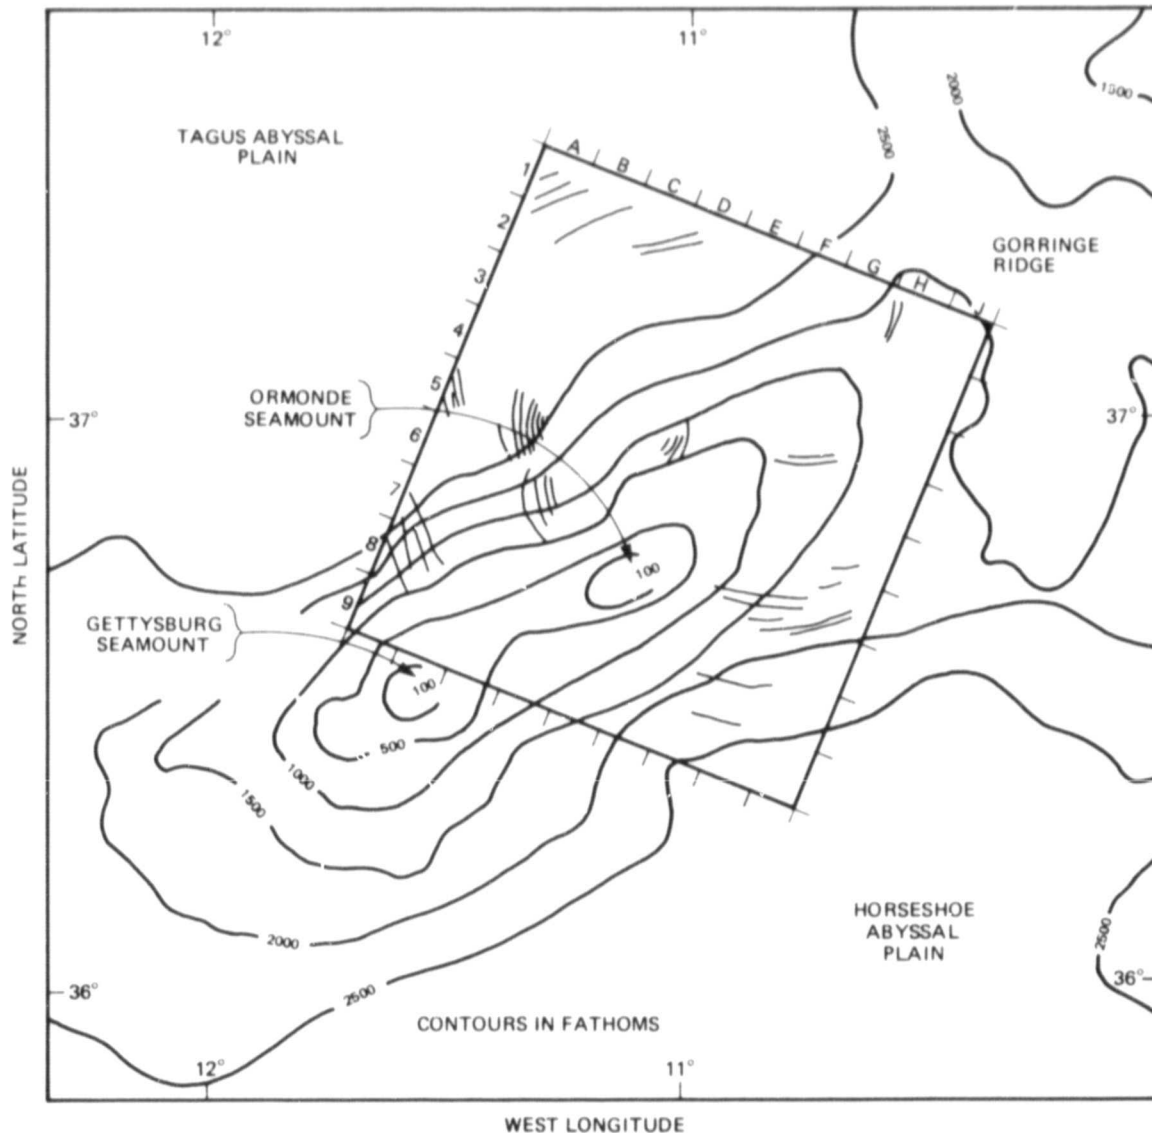 12°
11°
2000
1500
2500
TAGUS ABYSSAL
PLAIN
A
B
C
D
E
F
G
H
J
1
2
3
4
5
6
7
8
9
GORRINGE
RIDGE
ORMONDE
SEAMOUNT
37°
37°
NORTH LATITUDE
100
GETTYSBURG
SEAMOUNT
100
500
1000
1500
2000
2500
HORSESHOE
ABYSSAL
PLAIN
2500
36°
36°
CONTOURS IN FATHOMS
12°
11°
WEST LONGITUDE